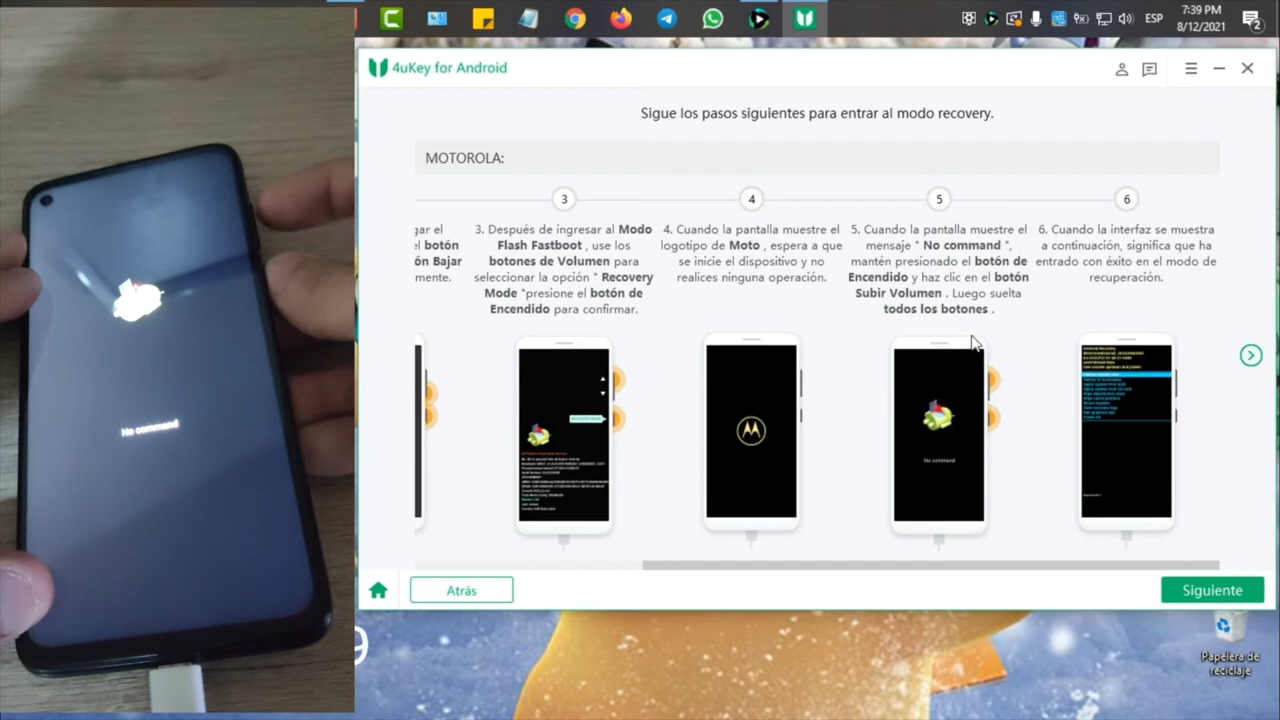 7:39 PM
ESP
8/12/2021
2
4uKey for Android
Sigue los pasos siguientes para entrar al modo recovery.
MOTOROLA:
3
4
5
6
gar el
l botón
ón Bajar
mente.
3. Después de ingresar al Modo
Flash Fastboot , use los
botones de Volumen para
seleccionar la opción " Recovery
Mode "presione el botón de
Encendido para confirmar.
4. Cuando la pantalla muestre el
logotipo de Moto , espera a que
se inicie el dispositivo y no
realices ninguna operación.
5. Cuando la pantalla muestre el
mensaje " No command ",
mantén presionado el botón de
Encendido y haz clic en el botón
Subir Volumen . Luego suelta
todos los botones .
6. Cuando la interfaz se muestra
a continuación, significa que ha
entrado con éxito en el modo de
recuperación.
No command
No command
Atrás
Siguiente
9
Papelera de
reciclaje